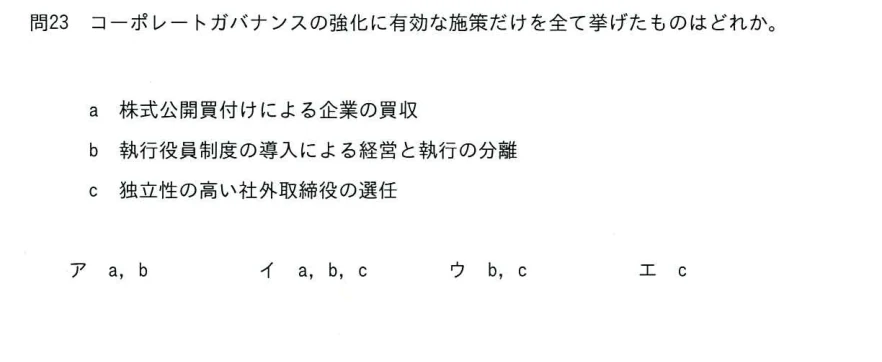 問23　コーポレートガバナンスの強化に有効な施策だけを全て挙げたものはどれか。
a　株式公開買付けによる企業の買収
b　執行役員制度の導入による経営と執行の分離
c　独立性の高い社外取締役の選任
ア　a, b　イ　a, b, c　ウ　b, c　エ　c